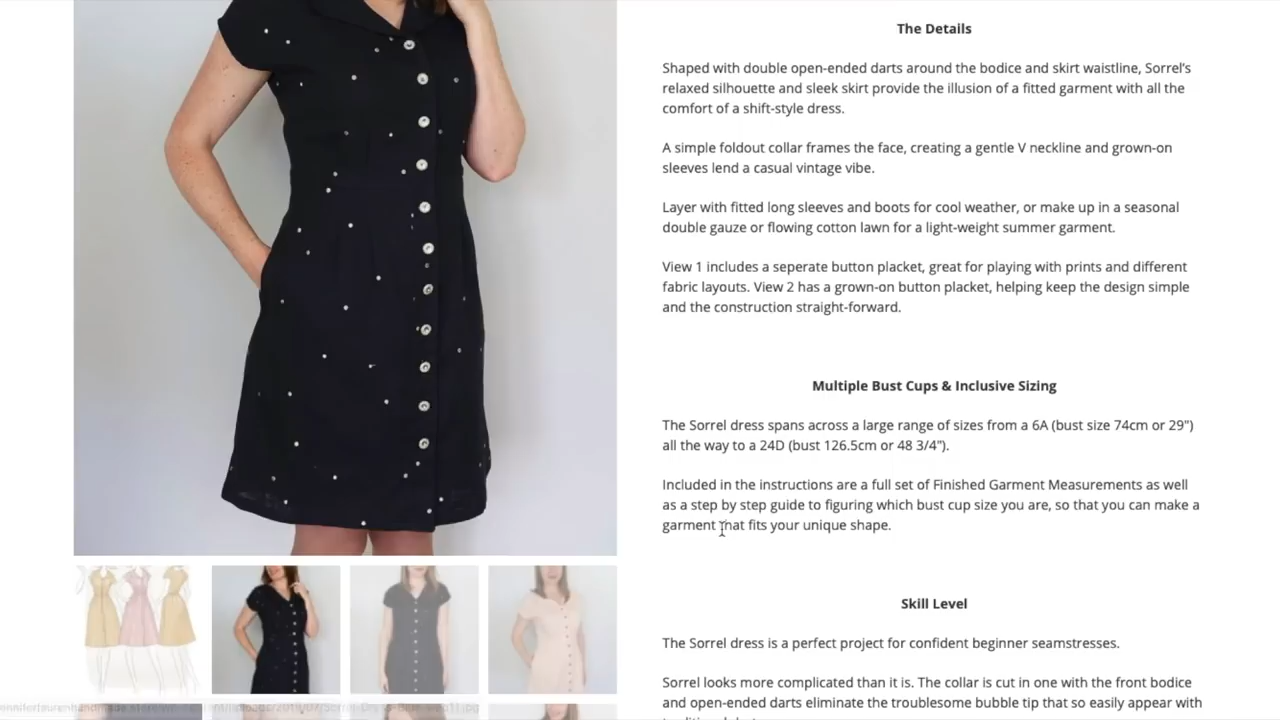 The Details
Shaped with double open-ended darts around the bodice and skirt waistline, Sorrel's
relaxed silhouette and sleek skirt provide the illusion of a fitted garment with all the
comfort of a shift-style dress.
A simple foldout collar frames the face, creating a gentle V neckline and grown-on
sleeves lend a casual vintage vibe.
Layer with fitted long sleeves and boots for cool weather, or make up in a seasonal
double gauze or flowing cotton lawn for a light-weight summer garment.
View 1 includes a seperate button placket, great for playing with prints and different
fabric layouts. View 2 has a grown-on button placket, helping keep the design simple
and the construction straight-forward.
Multiple Bust Cups & Inclusive Sizing
The Sorrel dress spans across a large range of sizes from a 6A (bust size 74cm or 29")
all the way to a 24D (bust 126.5cm or 48 3/4").
Included in the instructions are a full set of Finished Garment Measurements as well
as a step by step guide to figuring which bust cup size you are, so that you can make a
garment that fits your unique shape.
Skill Level
The Sorrel dress is a perfect project for confident beginner seamstresses.
Sorrel looks more complicated than it is. The collar is cut in one with the front bodice
and open-ended darts eliminate the troublesome bubble tip that so easily appear with